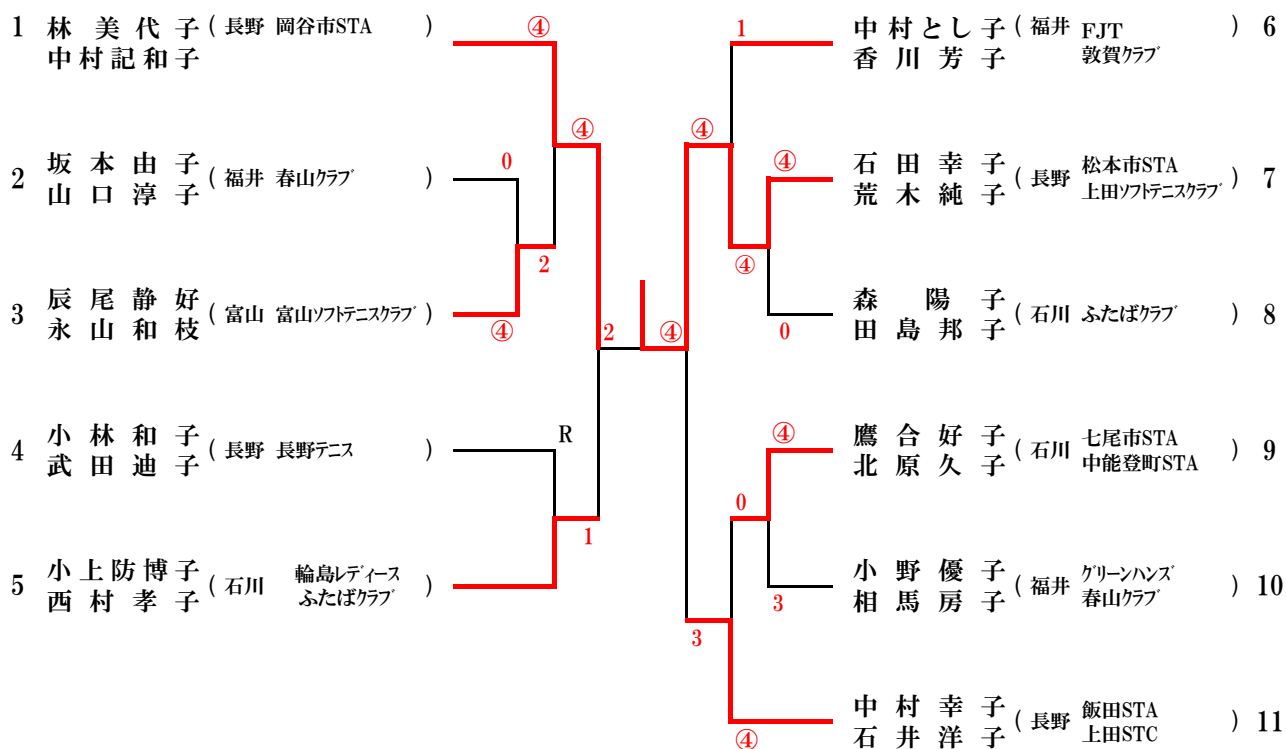 1 林 美 代 子 ( 長野 岡谷市STA )
中 村 記 和 子
④
2 坂 本 由 子 ( 福井 春山クラブ )
山 口 淳 子
0
④
2
3 辰 尾 静 好 ( 富山 富山ソフトテニスクラブ )
永 山 和 枝
④
2
4 小 林 和 子 ( 長野 長野テニス )
武 田 迪 子
R
1
5 小 上 防 博 子 ( 石川 輪島レディース )
西 村 孝 子 ふたばクラブ
④
1
中 村 と し 子 ( 福井 FJT ) 6
香 川 芳 子 敦賀クラブ
④
④
石 田 幸 子 ( 長野 松本市STA ) 7
荒 木 純 子 上田ソフトテニスクラブ
④
0
森 陽 子 ( 石川 ふたばクラブ ) 8
田 島 邦 子
④
鷹 合 好 子 ( 石川 七尾市STA ) 9
北 原 久 子 中能登町STA
0
3
小 野 優 子 ( 福井 グリーンハンズ ) 10
相 馬 房 子 春山クラブ
3
④
中 村 幸 子 ( 長野 飯田STA ) 11
石 井 洋 子 上田STC